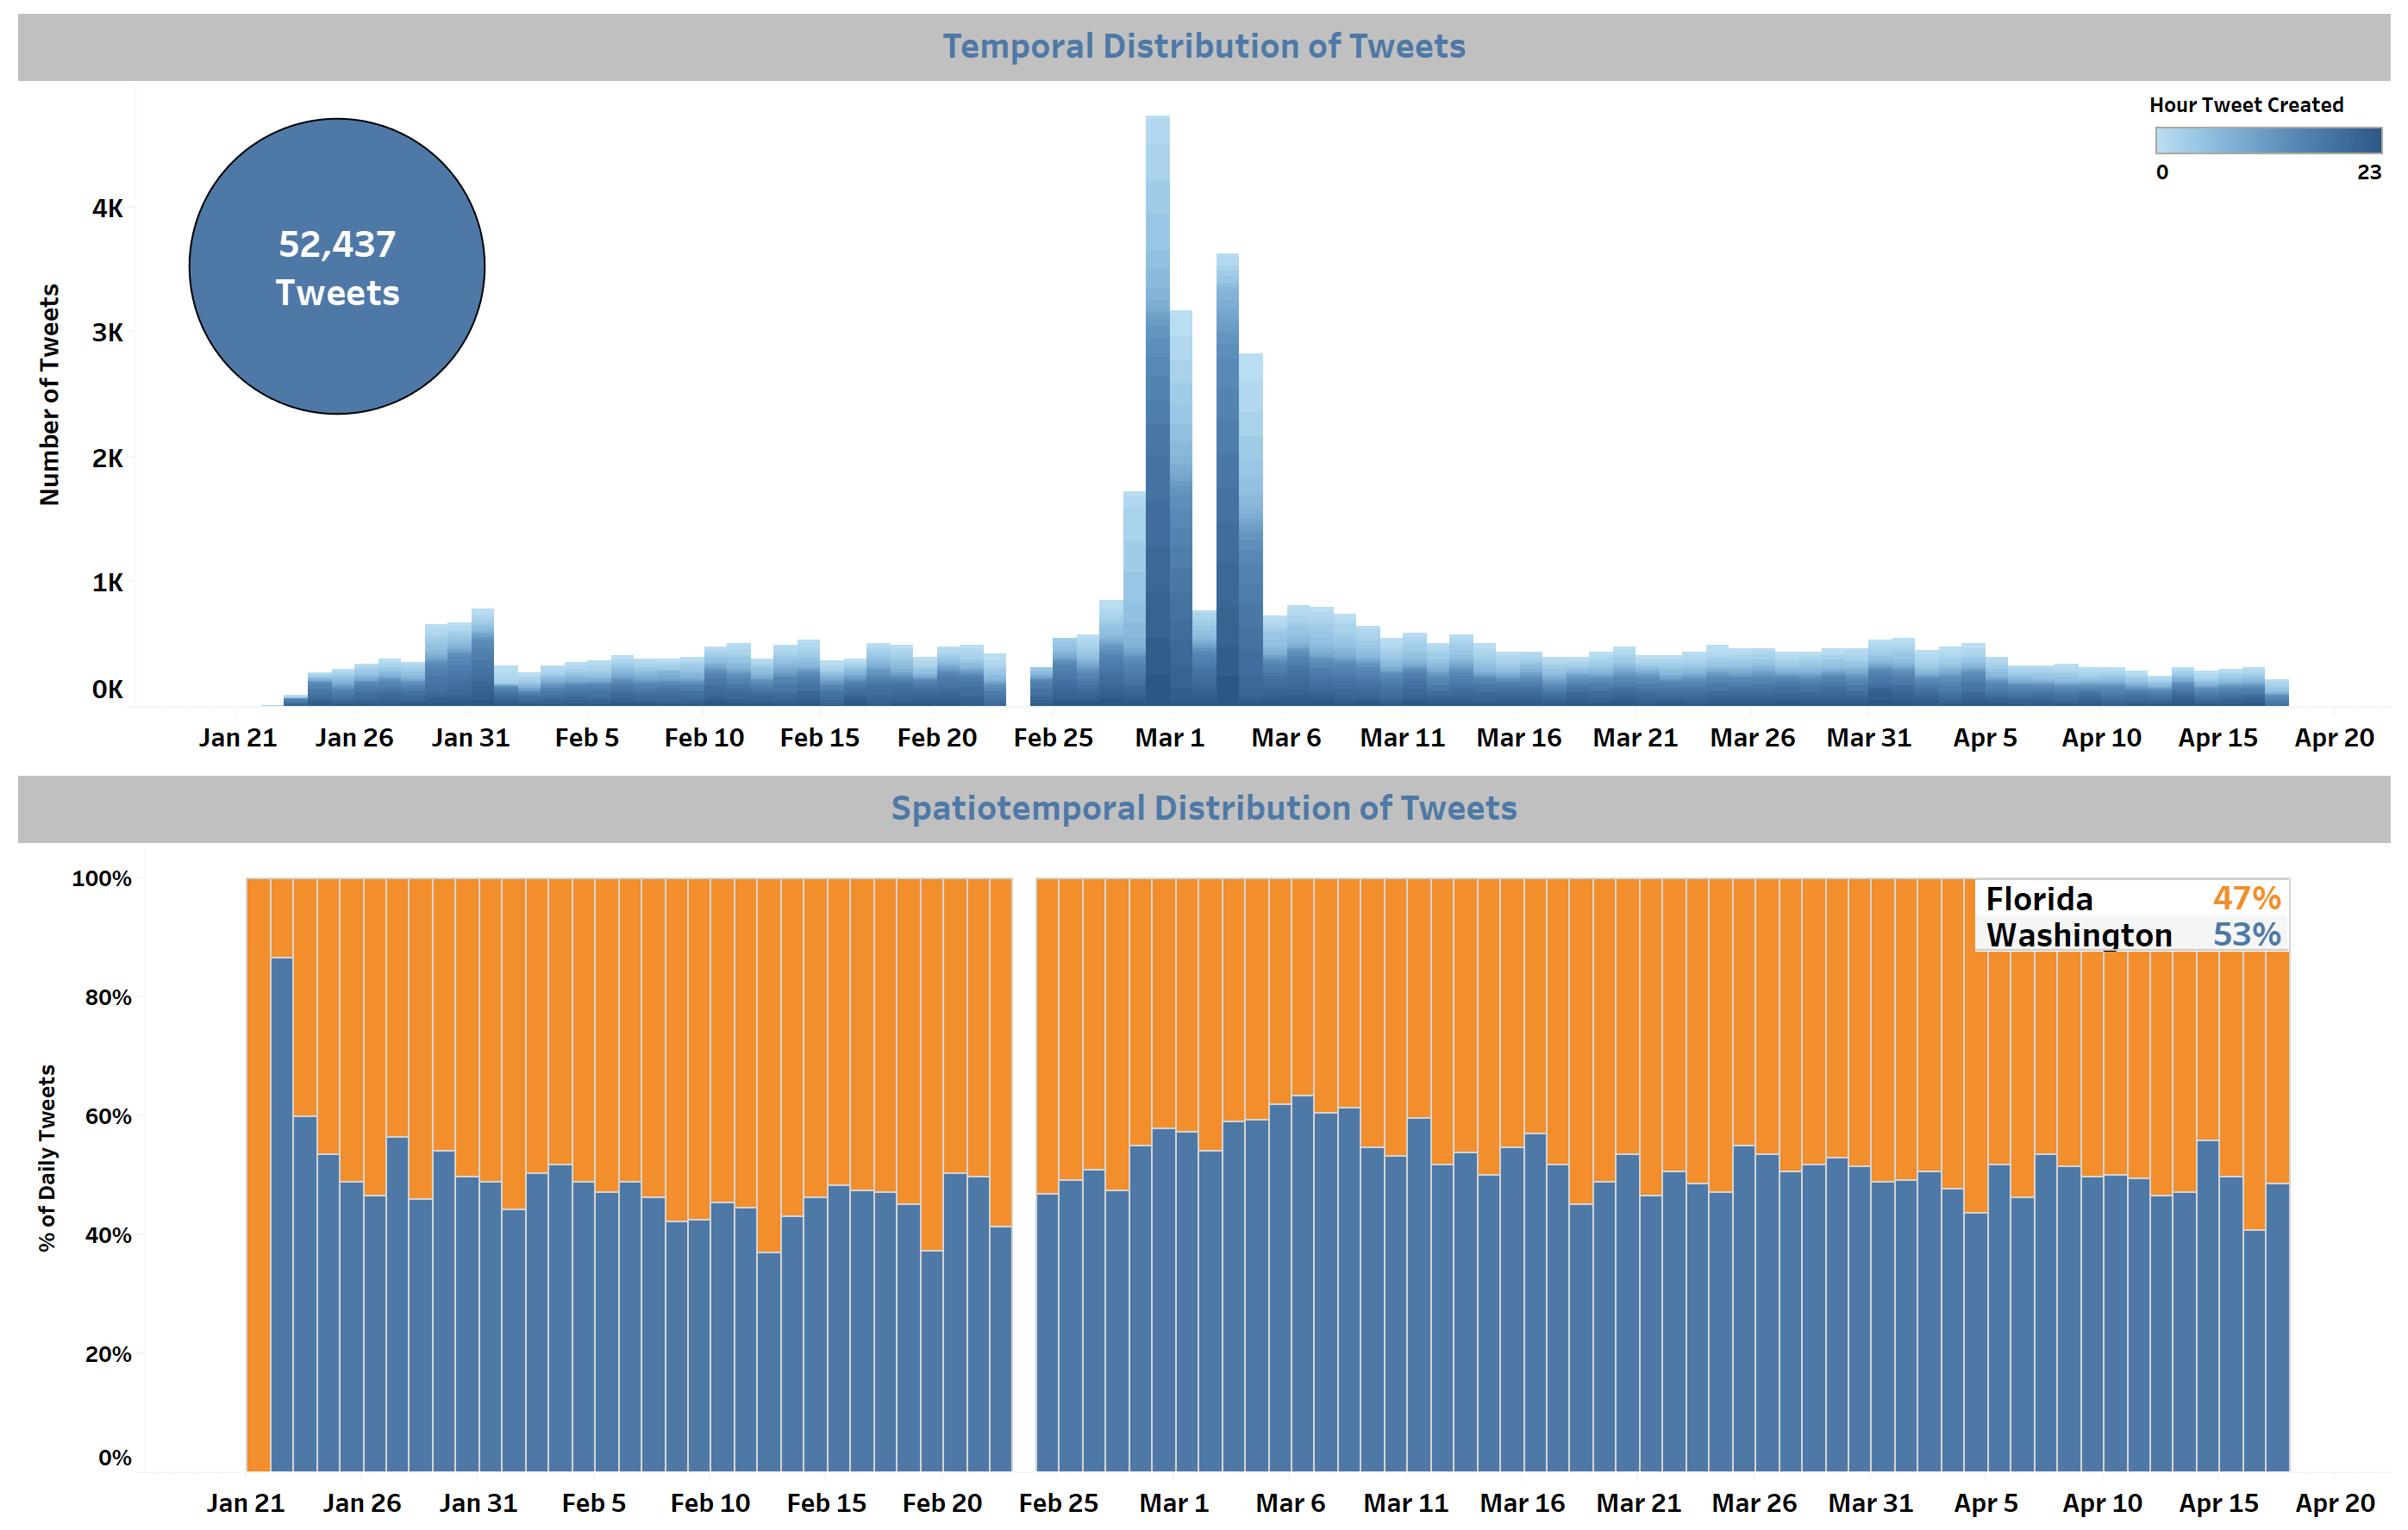 Temporal Distribution of Tweets
Hour Tweet Created
0 23
52,437
Tweets
Number of Tweets
4K
3K
2K
1K
0K
Jan 21 Jan 26 Jan 31 Feb 5 Feb 10 Feb 15 Feb 20 Feb 25 Mar 1 Mar 6 Mar 11 Mar 16 Mar 21 Mar 26 Mar 31 Apr 5 Apr 10 Apr 15 Apr 20
Spatiotemporal Distribution of Tweets
Florida 47%
Washington 53%
% of Daily Tweets
100%
80%
60%
40%
20%
0%
Jan 21 Jan 26 Jan 31 Feb 5 Feb 10 Feb 15 Feb 20 Feb 25 Mar 1 Mar 6 Mar 11 Mar 16 Mar 21 Mar 26 Mar 31 Apr 5 Apr 10 Apr 15 Apr 20